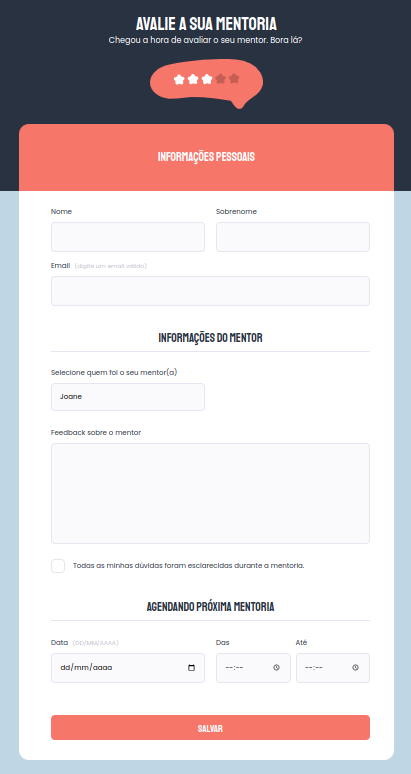 AVALIE A SUA MENTORIA
Chegou a hora de avaliar o seu mentor. Bora lá?
INFORMAÇÕES PESSOAIS
Nome Sobrenome
Email (digite um email válido)
INFORMAÇÕES DO MENTOR
Selecione quem foi o seu mentor(a)
Joane
Feedback sobre o mentor
Todas as minhas dúvidas foram esclarecidas durante a mentoria.
AGENDANDO PRÓXIMA MENTORIA
Data (DD/MM/AAAA) Das Até
dd/mm/aaaa --:-- --:--
SALVAR